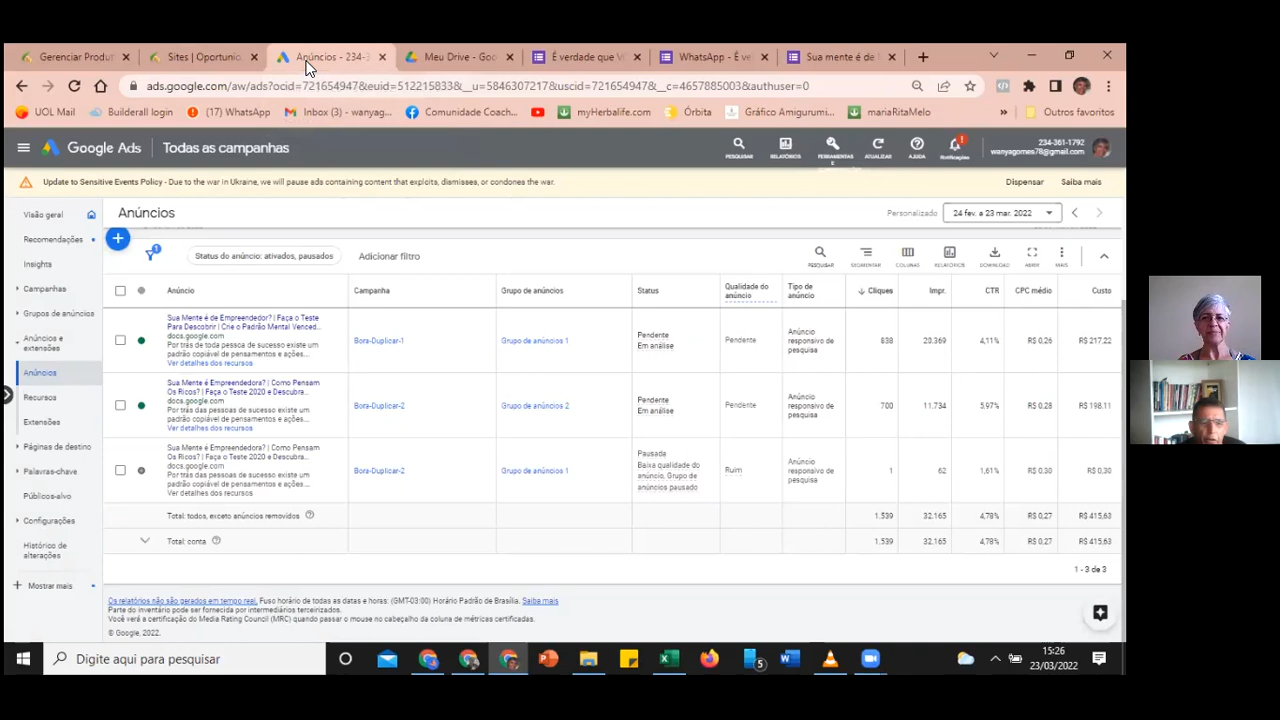 Gerenciar Produt
Sites | Oportunio
Anúncios - 234-3
Meu Drive - Goo
É verdade que V
WhatsApp - É ve
Sua mente é de
ads.google.com/aw/ads?ocid=721654947&euid=512215833&__u=5846307217&uscid=721654947&__c=4657885003&authuser=0
UOL Mail
Builderall login
(17) WhatsApp
Inbox (3) - wanyag...
Comunidade Coach...
myHerbalife.com
Órbita
Gráfico Amigurumi...
mariaRitaMelo
»
Outros favoritos
Google Ads
Todas as campanhas
PESQUISAR
RELATÓRIOS
FERRAMENTAS E
ATUALIZAR
AJUDA
Notificações
234-361-1792
wanyagomes78@gmail.com
Update to Sensitive Events Policy - Due to the war in Ukraine, we will pause ads containing content that exploits, dismisses, or condones the war.
Dispensar
Saiba mais
Visão geral
Recomendações
Insights
Campanhas
Grupos de anúncios
Anúncios e
extensões
Anúncios
Recursos
Extensões
Páginas de destino
Palavras-chave
Públicos-alvo
Configurações
Histórico de
alterações
Mostrar mais
Anúncios
Personalizado
24 fev. a 23 mar. 2022
Status do anúncio: ativados, pausados
Adicionar filtro
PESQUISAR
SEGMENTAR
COLUNAS
RELATÓRIOS
DOWNLOAD
ABRIR
MAIS
Anúncio
Campanha
Grupo de anúncios
Status
Qualidade do
anúncio
Tipo de
anúncio
Cliques
Impr.
CTR
CPC médio
Custo
Sua Mente é de Empreendedor? | Faça o Teste
Para Descobrir | Crie o Padrão Mental Venced...
docs.google.com
Por trás de toda pessoa de sucesso existe um
padrão copiável de pensamentos e ações...
Ver detalhes do recursos
Bora-Duplicar-1
Grupo de anúncios 1
Pendente
Em análise
Pendente
Anúncio
responsivo de
pesquisa
838
20.369
4,11%
R$ 0,26
R$ 217,22
Sua Mente é Empreendedora? | Como Pensam
Os Ricos? | Faça o Teste 2020 e Descubra...
docs.google.com
Por trás das pessoas de sucesso existe um
padrão copiável de pensamentos e ações...
Ver detalhes do recursos
Bora-Duplicar-2
Grupo de anúncios 2
Pendente
Em análise
Pendente
Anúncio
responsivo de
pesquisa
700
11.734
5,97%
R$ 0,28
R$ 198,11
Sua Mente é Empreendedora? | Como Pensam
Os Ricos? | Faça o Teste 2020 e Descubra...
docs.google.com
Por trás das pessoas de sucesso existe um
padrão copiável de pensamentos e ações...
Ver detalhes dos recursos
Bora-Duplicar-2
Grupo de anúncios 1
Pausada
Baixa qualidade do
anúncio, Grupo de
anúncios pausado
Ruim
Anúncio
responsivo de
pesquisa
1
62
1,61%
R$ 0,30
R$ 0,30
Total: todos, exceto anúncios removidos
1.539
32.165
4,78%
R$ 0,27
R$ 415,63
Total: conta
1.539
32.165
4,78%
R$ 0,27
R$ 415,63
1 - 3 de 3
Os relatórios não são gerados em tempo real. Fuso horário de todas as datas e horas: (GMT-03:00) Horário Padrão de Brasília. Saiba mais
Parte do inventário pode ser fornecida por intermediários terceirizados.
Você verá a certificação do Media Rating Council (MRC) quando passar o mouse no cabeçalho da coluna de métricas certificadas.
© Google, 2022.
Digite aqui para pesquisar
5
15:26
23/03/2022